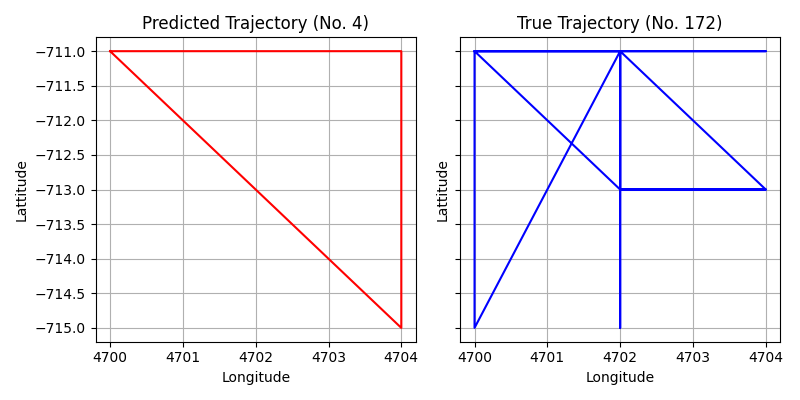 Predicted Trajectory (No. 4)
True Trajectory (No. 172)
Lattitude
−711.0
−711.5
−712.0
−712.5
−713.0
−713.5
−714.0
−714.5
−715.0
4700 4701 4702 4703 4704
Longitude
Lattitude
4700 4701 4702 4703 4704
Longitude